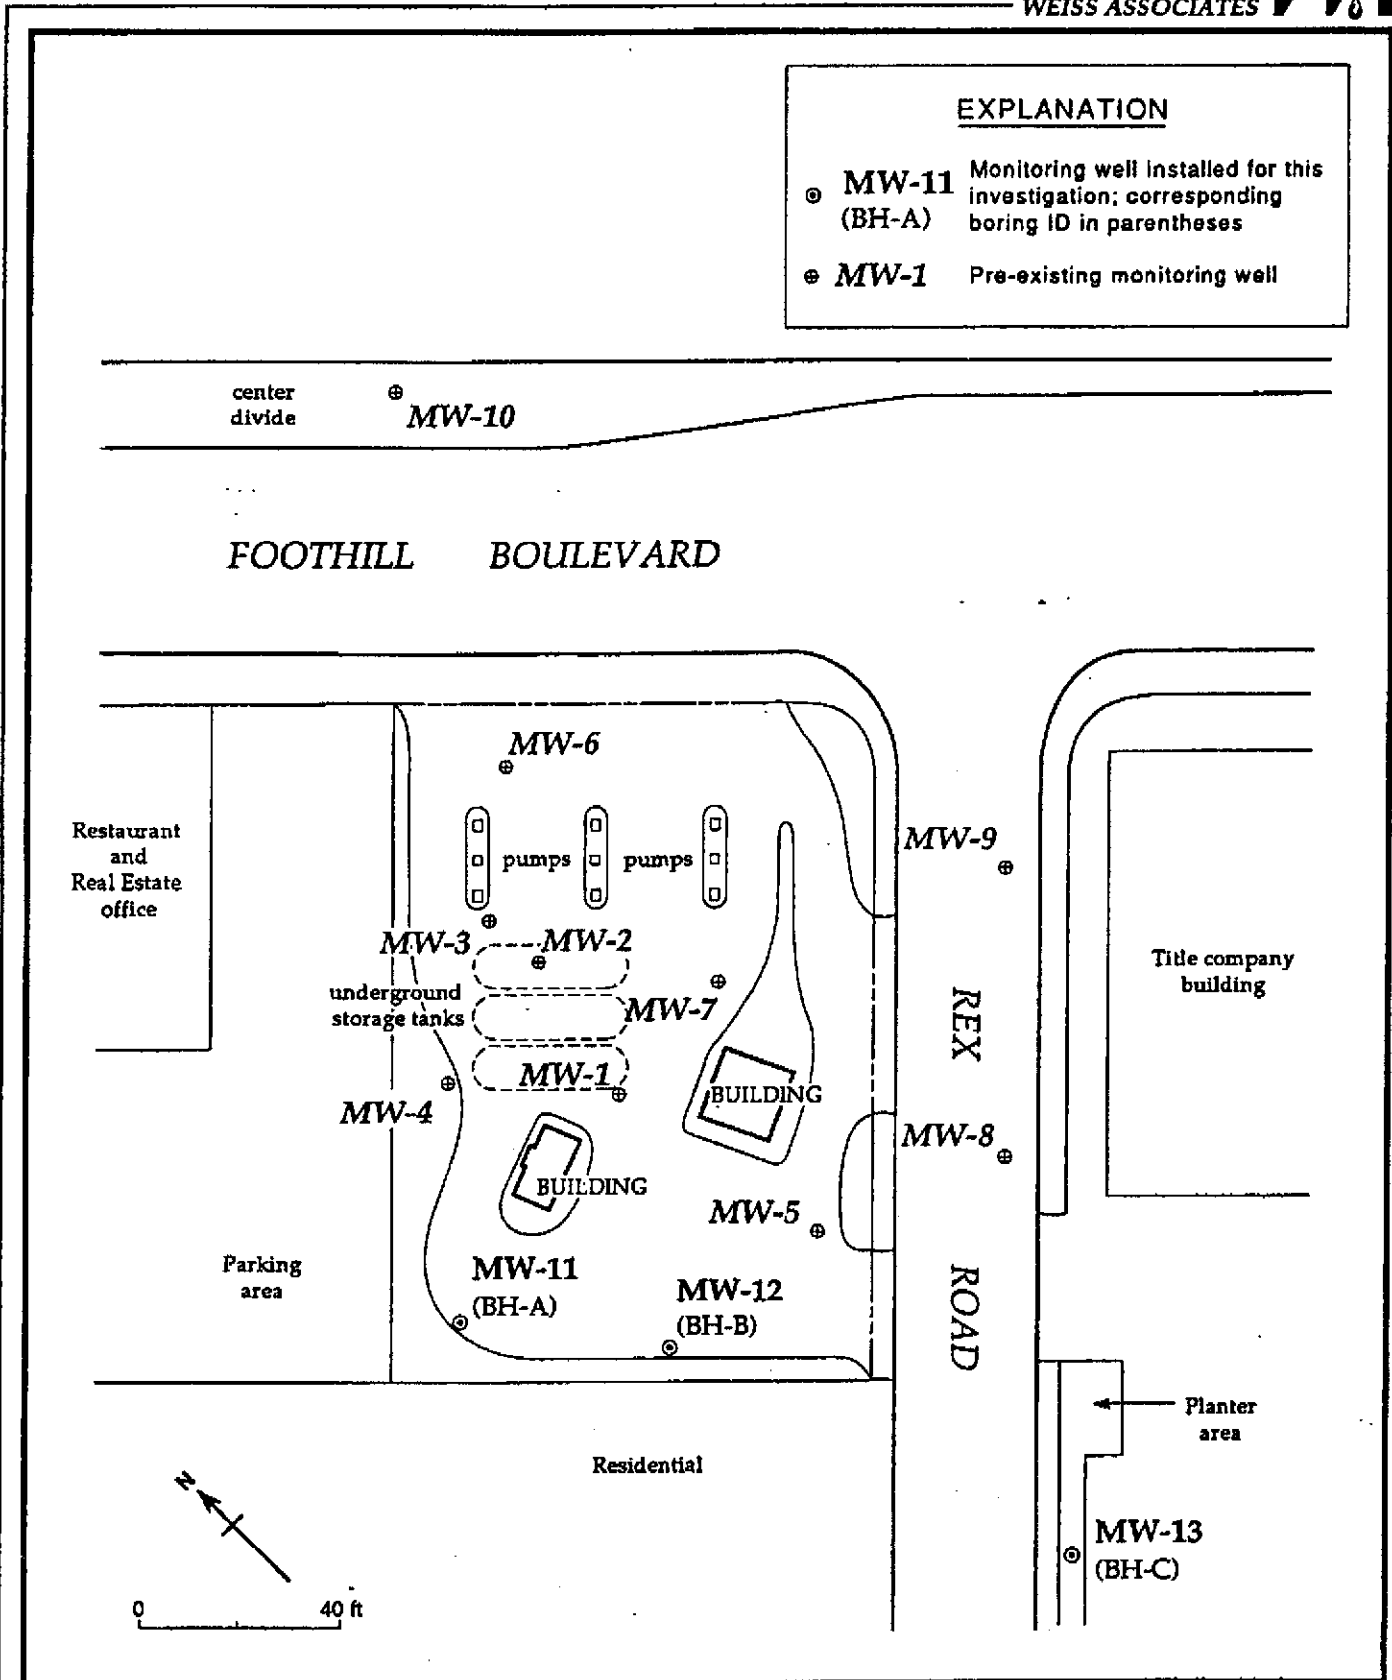 WEISS ASSOCIATES
EXPLANATION
MW-11
(BH-A)
Monitoring well installed for this
investigation; corresponding
boring ID in parentheses
MW-1
Pre-existing monitoring well
center
divide
MW-10
FOOTHILL BOULEVARD
MW-6
Restaurant
and
Real Estate
office
pumps
pumps
MW-9
MW-3
MW-2
underground
storage tanks
MW-7
Title company
building
REX
MW-1
BUILDING
MW-4
MW-8
BUILDING
MW-5
Parking
area
MW-11
(BH-A)
MW-12
(BH-B)
ROAD
Planter
area
Residential
N
MW-13
(BH-C)
0 40 ft